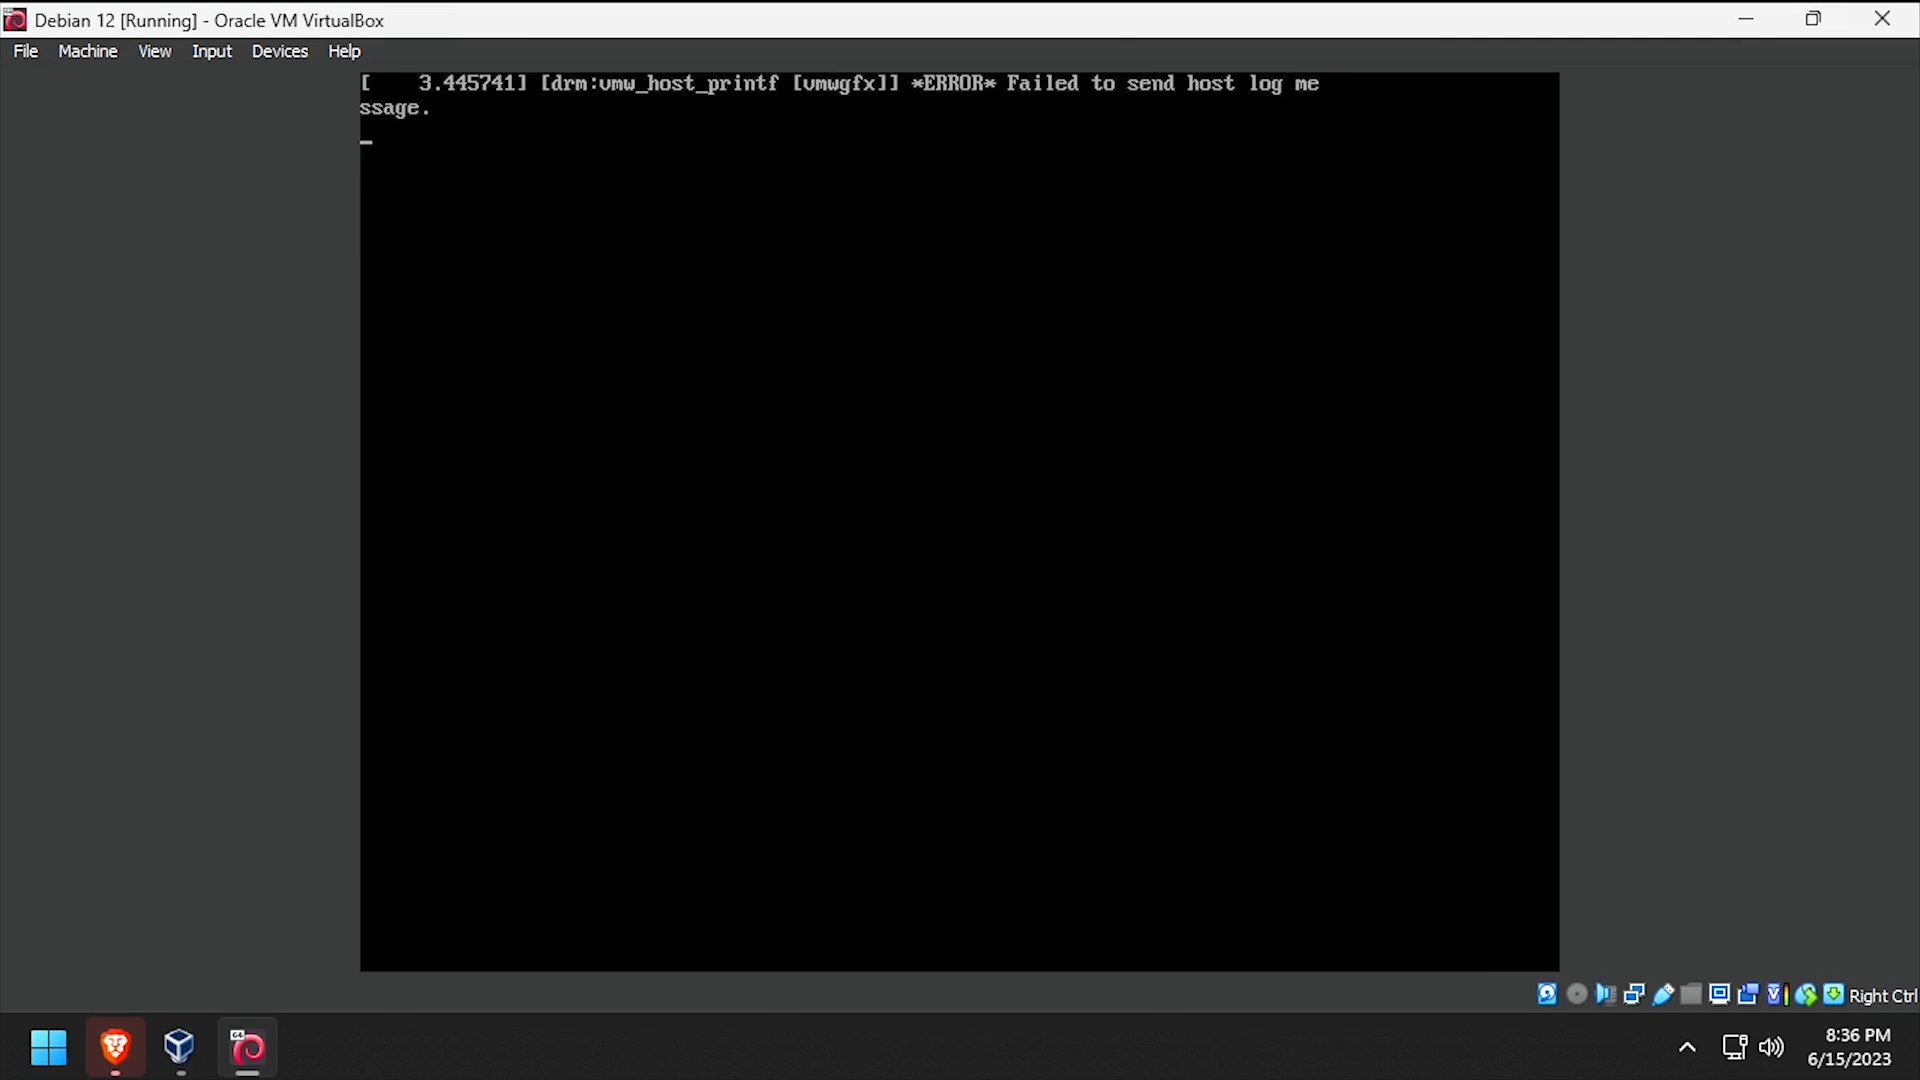 Debian 12 [Running] - Oracle VM VirtualBox
File Machine View Input Devices Help
[    3.445741] [drm:vmw_host_printf [vmwgfx]] *ERROR* Failed to send host log me
ssage.
_
Right Ctrl
64
8:36 PM
6/15/2023